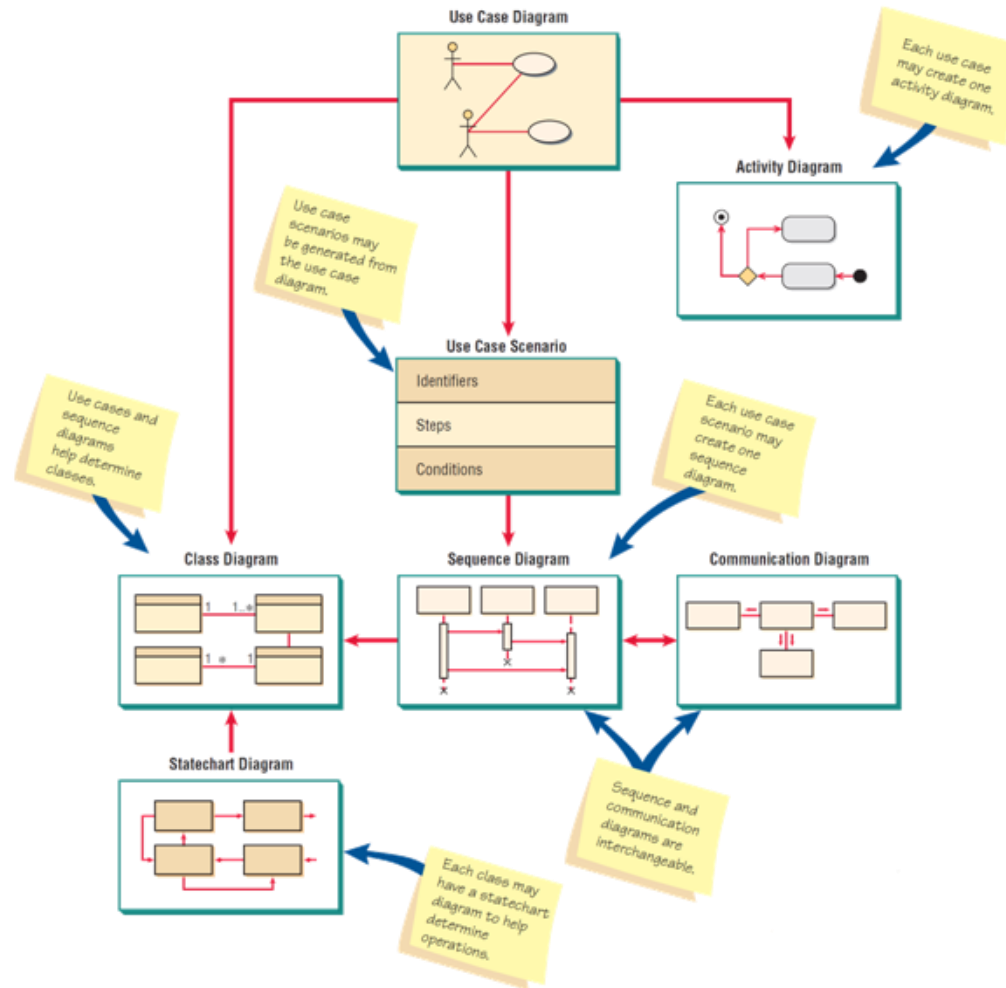 Use Case Diagram
Each use case
may create one
activity diagram.
Activity Diagram
Use case
scenarios may
be generated from
the use case
diagram.
Use Case Scenario
Identifiers
Steps
Conditions
Use cases and
sequence
diagrams
help determine
classes.
Each use case
scenario may
create one
sequence
diagram.
Class Diagram
Sequence Diagram
Communication Diagram
1 1..*
1 * 1
Statechart Diagram
Sequence and
communication
diagrams are
interchangeable.
Each class may
have a statechart
diagram to help
determine
operations.